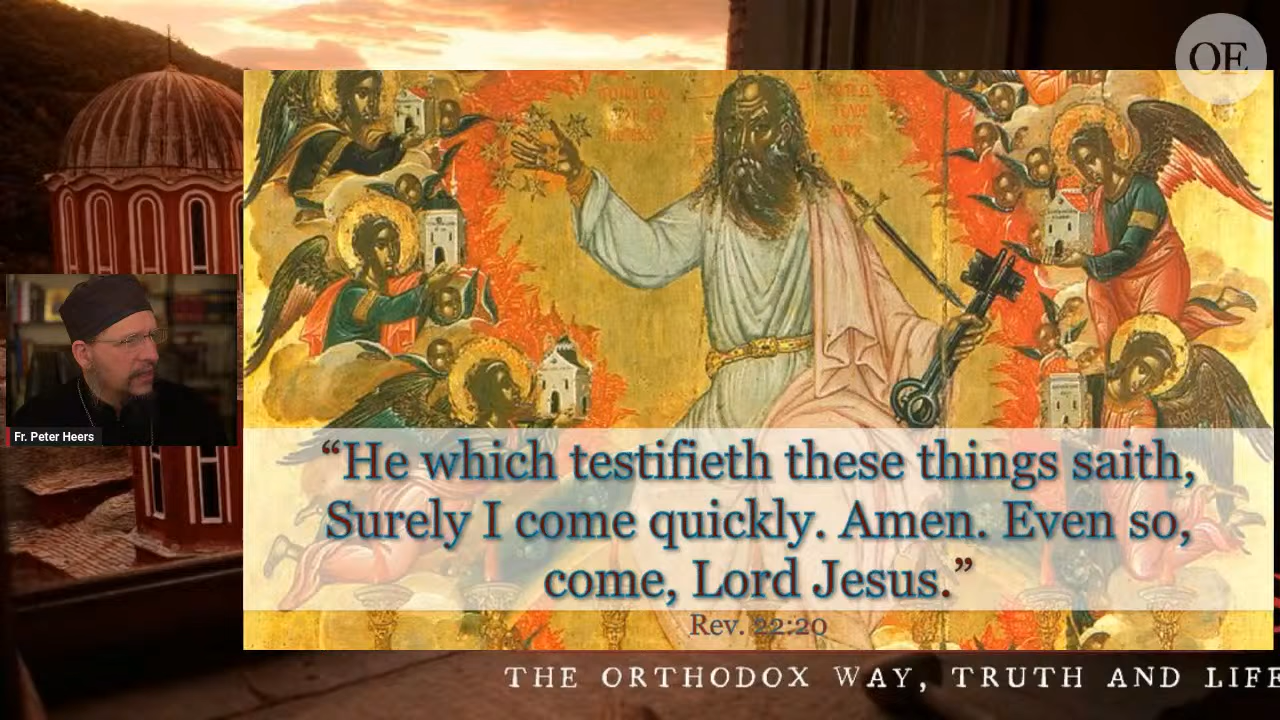 OE
Fr. Peter Heers
“He which testifieth these things saith,
Surely I come quickly. Amen. Even so,
come, Lord Jesus.”
Rev. 22:20
THE ORTHODOX WAY, TRUTH AND LIFE